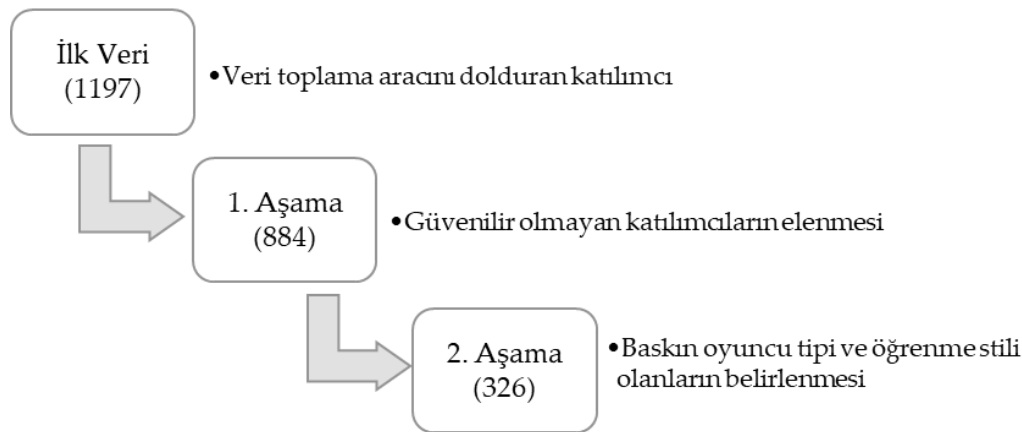 İlk Veri
(1197)
•Veri toplama aracını dolduran katılımcı
1. Aşama
(884)
•Güvenilir olmayan katılımcıların elenmesi
2. Aşama
(326)
•Baskın oyuncu tipi ve öğrenme stili
olanların belirlenmesi